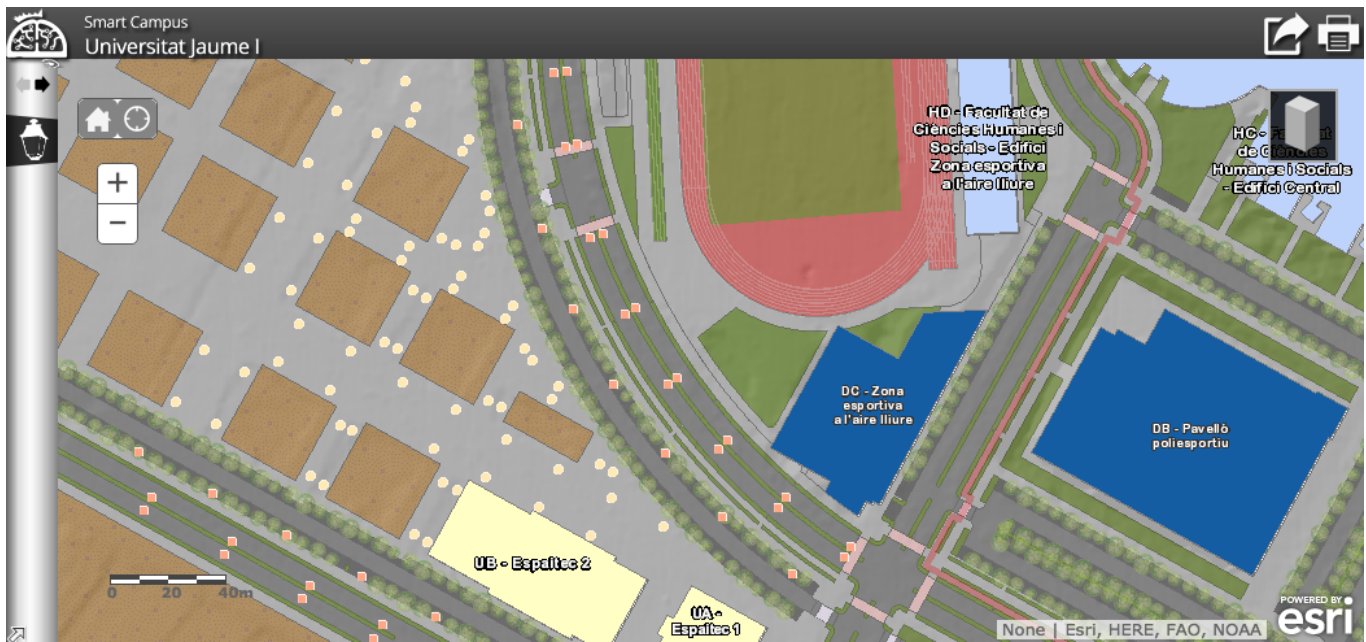 Smart Campus
Universitat Jaume I
HD - Facultat de
Ciències Humanes i
Socials - Edifici
Zona esportiva
a l'aire lliure
HC -
de Ciències
Humanes i Socials
- Edifici Central
+
−
DC - Zona
esportiva
a l'aire lliure
DB - Pavelló
poliesportiu
UB - Espaitec 2
UA -
Espaitec 1
0 20 40m
POWERED BY
esri
None | Esri, HERE, FAO, NOAA